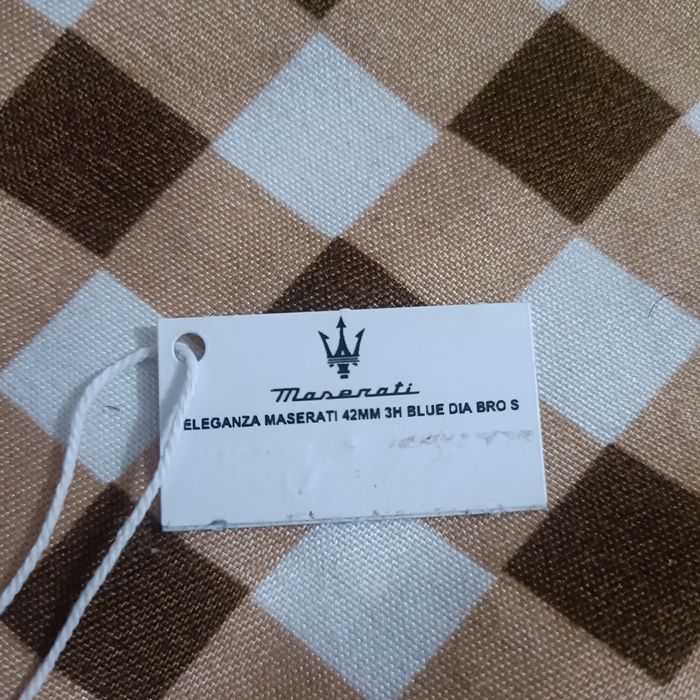 Maserati
ELEGANZA MASERATI 42MM 3H BLUE DIA BRO S